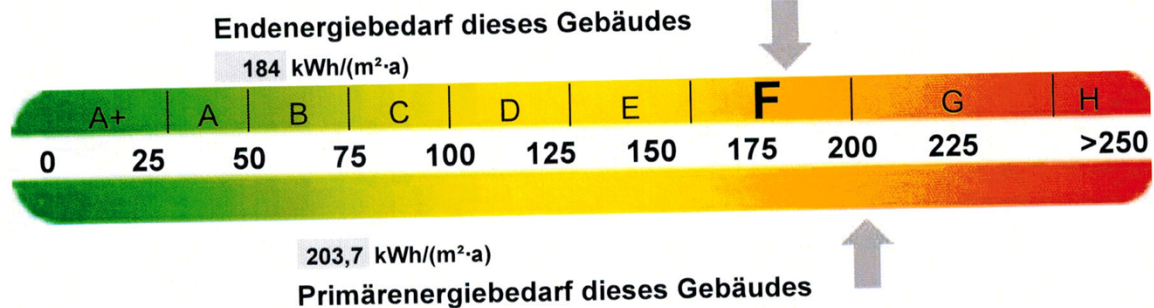 Endenergiebedarf dieses Gebäudes
184 kWh/(m²·a)
A+ A B C D E F G H
0 25 50 75 100 125 150 175 200 225 >250
203,7 kWh/(m²·a)
Primärenergiebedarf dieses Gebäudes